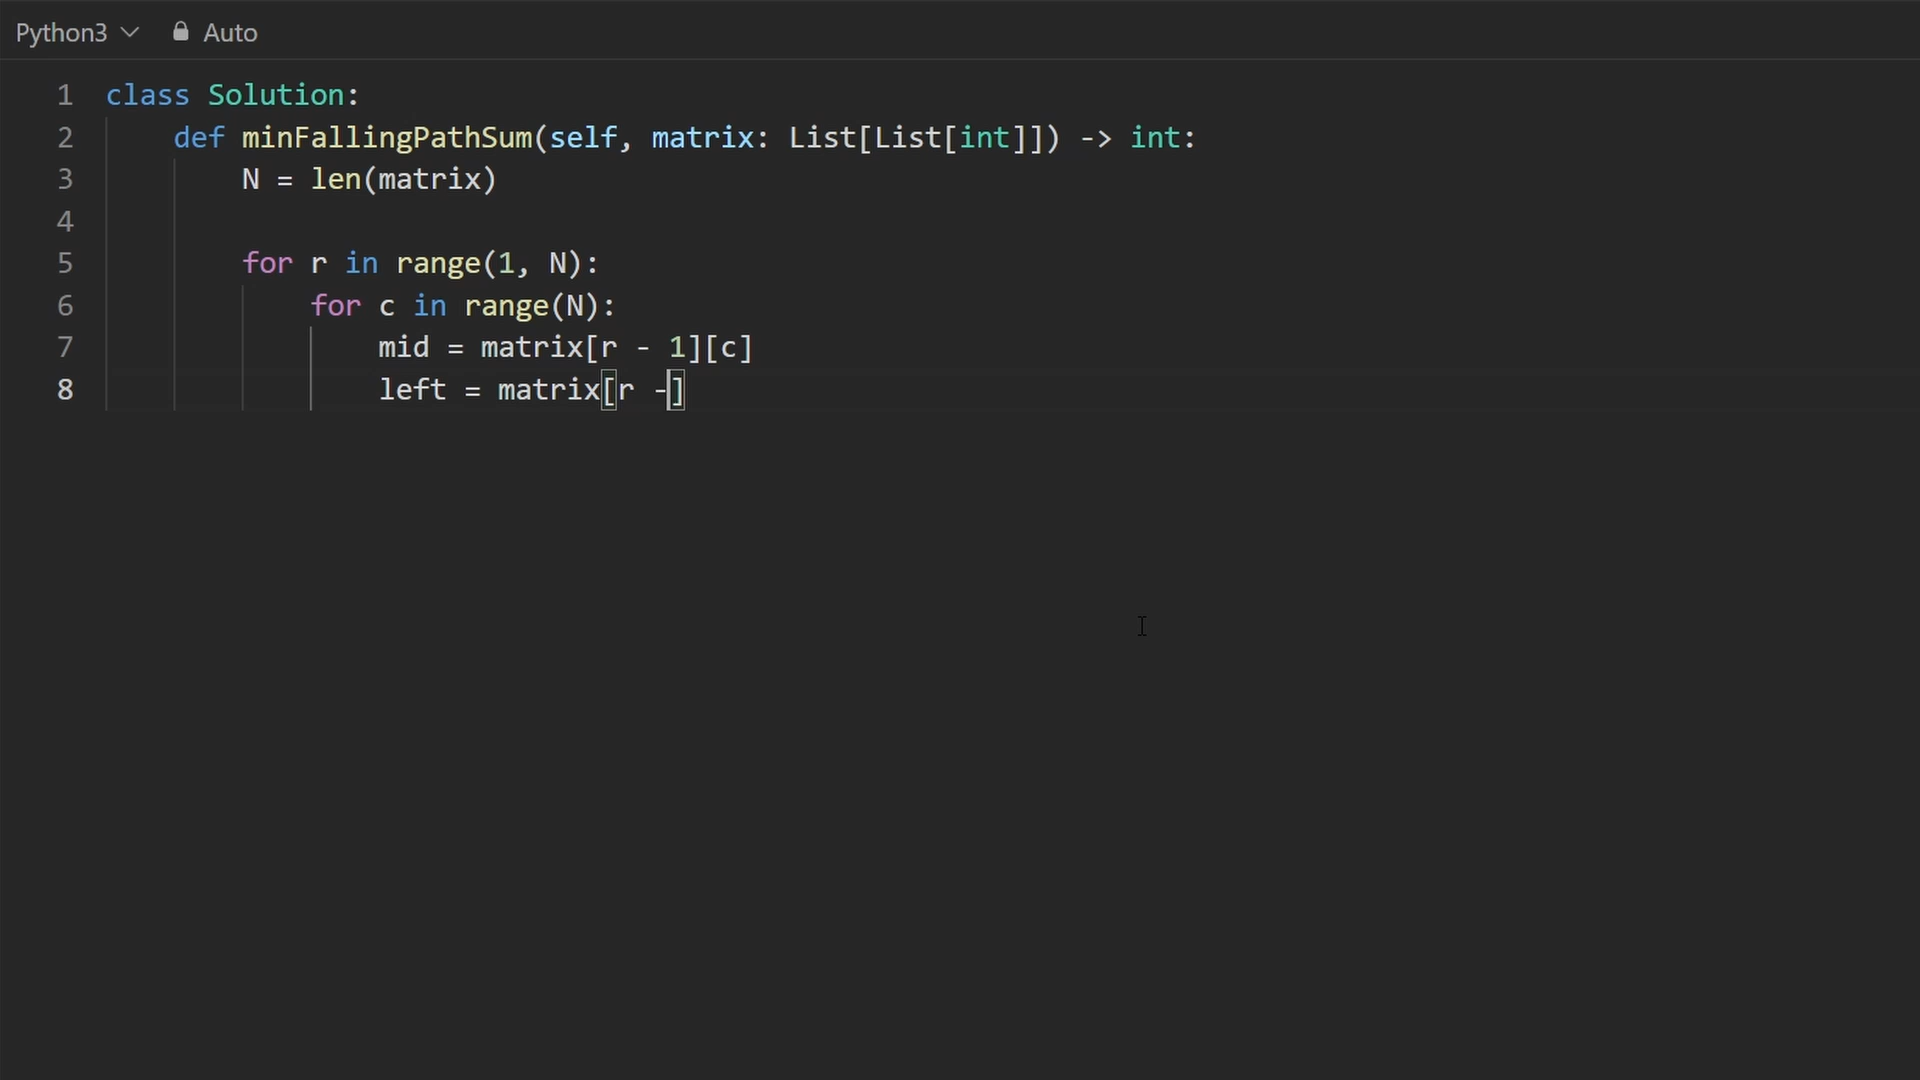 Python3 Auto
1 class Solution:
2 def minFallingPathSum(self, matrix: List[List[int]]) -> int:
3 N = len(matrix)
4
5 for r in range(1, N):
6 for c in range(N):
7 mid = matrix[r - 1][c]
8 left = matrix[r -]